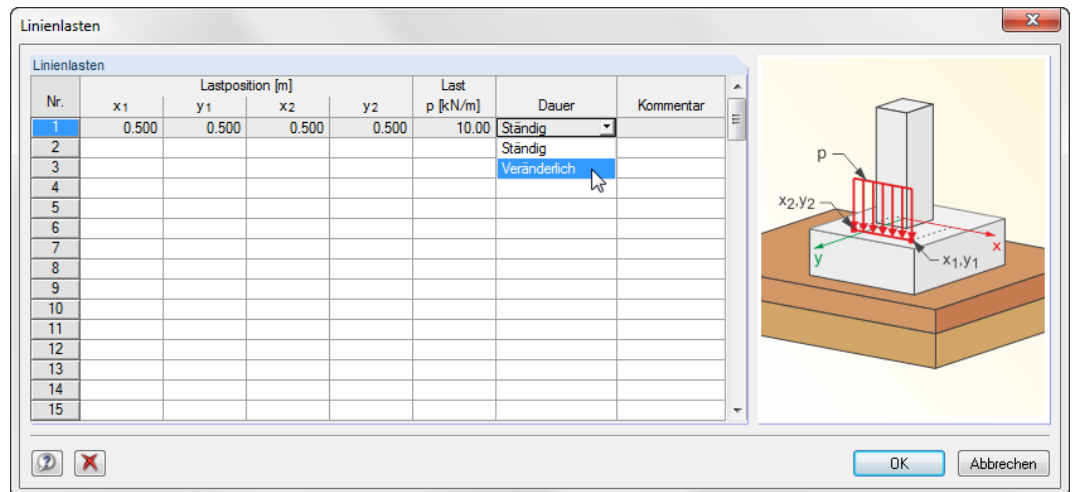 Linienlasten
Linienlasten
Nr. Lastposition [m] Last
x1 y1 x2 y2 p [kN/m] Dauer Kommentar
1 0.500 0.500 0.500 0.500 10.00 Ständig
2 Ständig
3 Veränderlich
4
5
6
7
8
9
10
11
12
13
14
15
p
x2,y2
x
y
x1,y1
OK Abbrechen